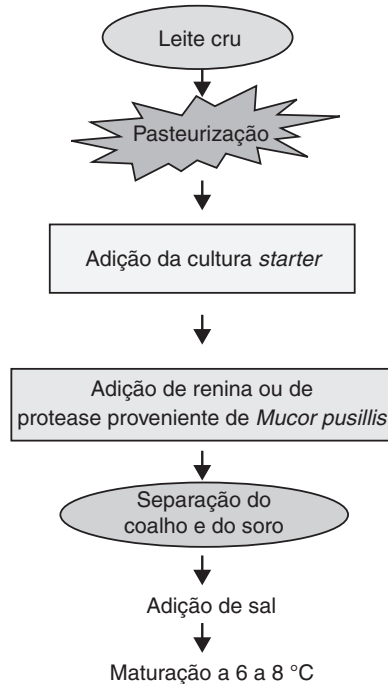 Leite cru
Pasteurização
Adição da cultura starter
Adição de renina ou de
protease proveniente de Mucor pusillis
Separação do
coalho e do soro
Adição de sal
Maturação a 6 a 8 °C